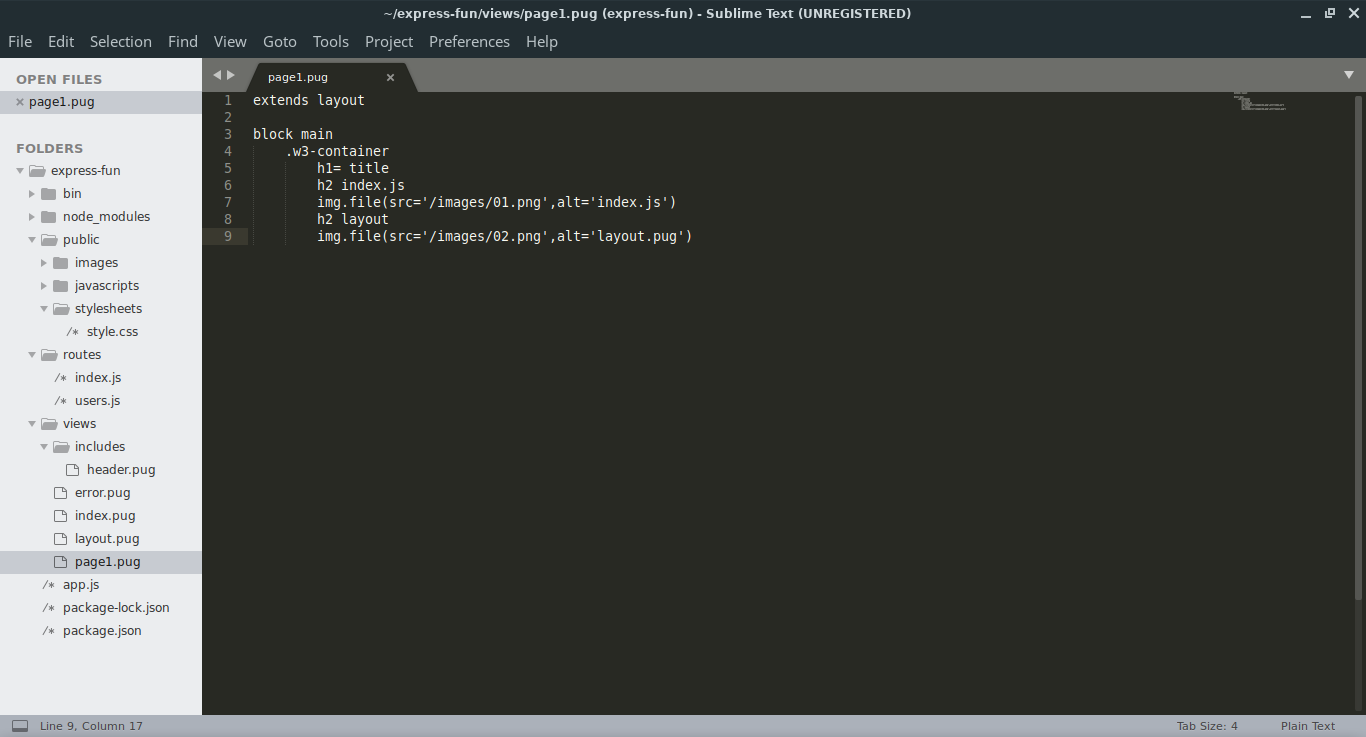 ~/express-fun/views/page1.pug (express-fun) - Sublime Text (UNREGISTERED)
File Edit Selection Find View Goto Tools Project Preferences Help
OPEN FILES
page1.pug
FOLDERS
express-fun
bin
node_modules
public
images
javascripts
stylesheets
/* style.css
routes
/* index.js
/* users.js
views
includes
header.pug
error.pug
index.pug
layout.pug
page1.pug
/* app.js
/* package-lock.json
/* package.json
page1.pug
1 extends layout
2
3 block main
4 .w3-container
5 h1= title
6 h2 index.js
7 img.file(src='/images/01.png',alt='index.js')
8 h2 layout
9 img.file(src='/images/02.png',alt='layout.pug')
Line 9, Column 17
Tab Size: 4
Plain Text